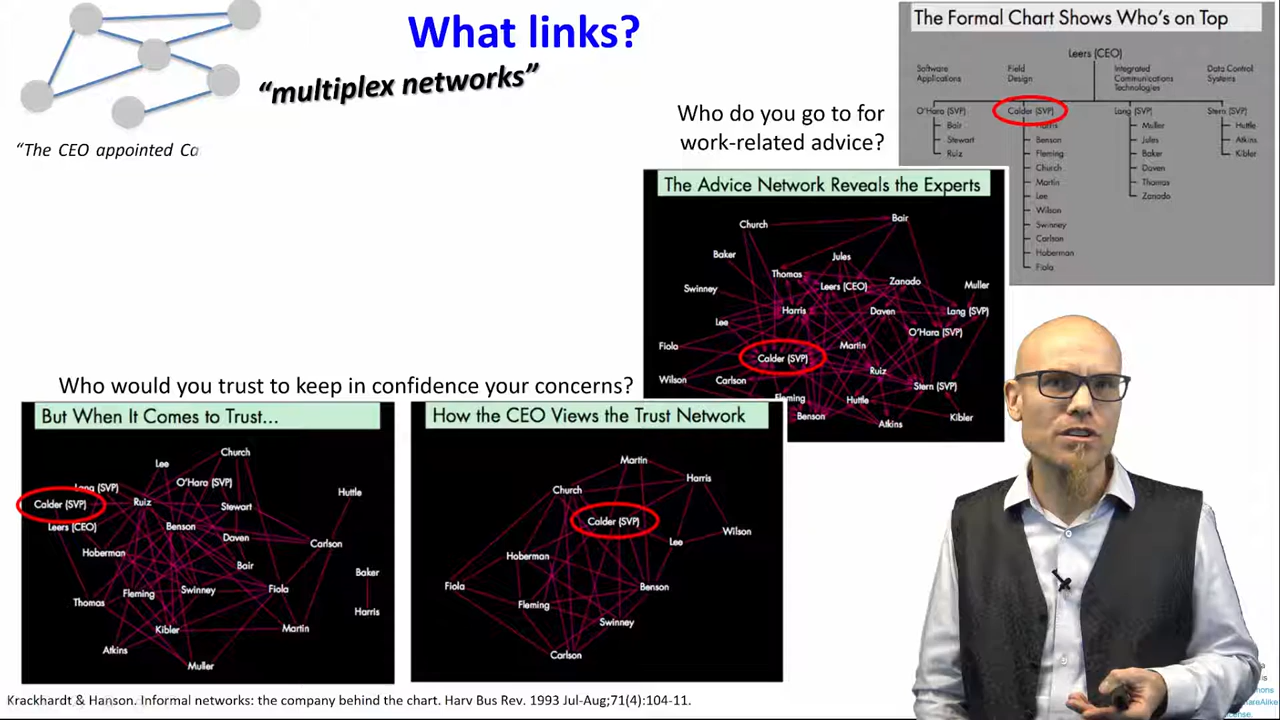 What links?
“multiplex networks”
“The CEO appointed Ca
Who do you go to for
work-related advice?
The Formal Chart Shows Who's on Top
Leers (CEO)
Software
Applications
Field
Design
Integrated
Communications
Technologies
Data Control
Systems
O'Hara (SVP)
Bair
Stewart
Ruiz
Calder (SVP)
Harris
Benson
Fleming
Church
Martin
Lee
Wilson
Swinney
Carlson
Hoberman
Fiola
Lang (SVP)
Muller
Jules
Baker
Daven
Thomas
Zanado
Stern (SVP)
Huttle
Atkins
Kibler
The Advice Network Reveals the Experts
Church
Bair
Baker
Jules
Thomas
Leers (CEO)
Zanado
Muller
Swinney
Harris
Daven
Lang (SVP)
Lee
O'Hara (SVP)
Fiola
Martin
Calder (SVP)
Ruiz
Wilson
Carlson
Stern (SVP)
Fleming
Huttle
Benson
Atkins
Kibler
Who would you trust to keep in confidence your concerns?
But When It Comes to Trust...
Church
Lee
O'Hara (SVP)
Lang (SVP)
Huttle
Calder (SVP)
Ruiz
Stewart
Leers (CEO)
Benson
Daven
Carlson
Hoberman
Bair
Baker
Fleming
Swinney
Fiola
Thomas
Harris
Kibler
Martin
Atkins
Muller
How the CEO Views the Trust Network
Martin
Harris
Church
Calder (SVP)
Wilson
Lee
Hoberman
Fiola
Benson
Fleming
Swinney
Carlson
Krackhardt & Hanson. Informal networks: the company behind the chart. Harv Bus Rev. 1993 Jul-Aug;71(4):104-11.